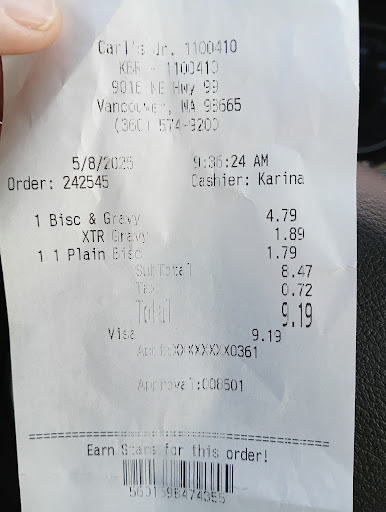 Carl's Jr. 1100410
KBR - 1100410
9016 NE Hwy 99
Vancouver, WA 98665
(360) 574-9200
5/8/2025 9:36:24 AM
Order: 242545 Cashier: Karina
1 Bisc & Gravy 4.79
XTR Gravy 1.89
1 1 Plain Bisc 1.79
SubTotal 8.47
Tax 0.72
Total 9.19
Visa 9.19
Acct:XXXXXXXX0361
Approval:008501
Earn Stars for this order!